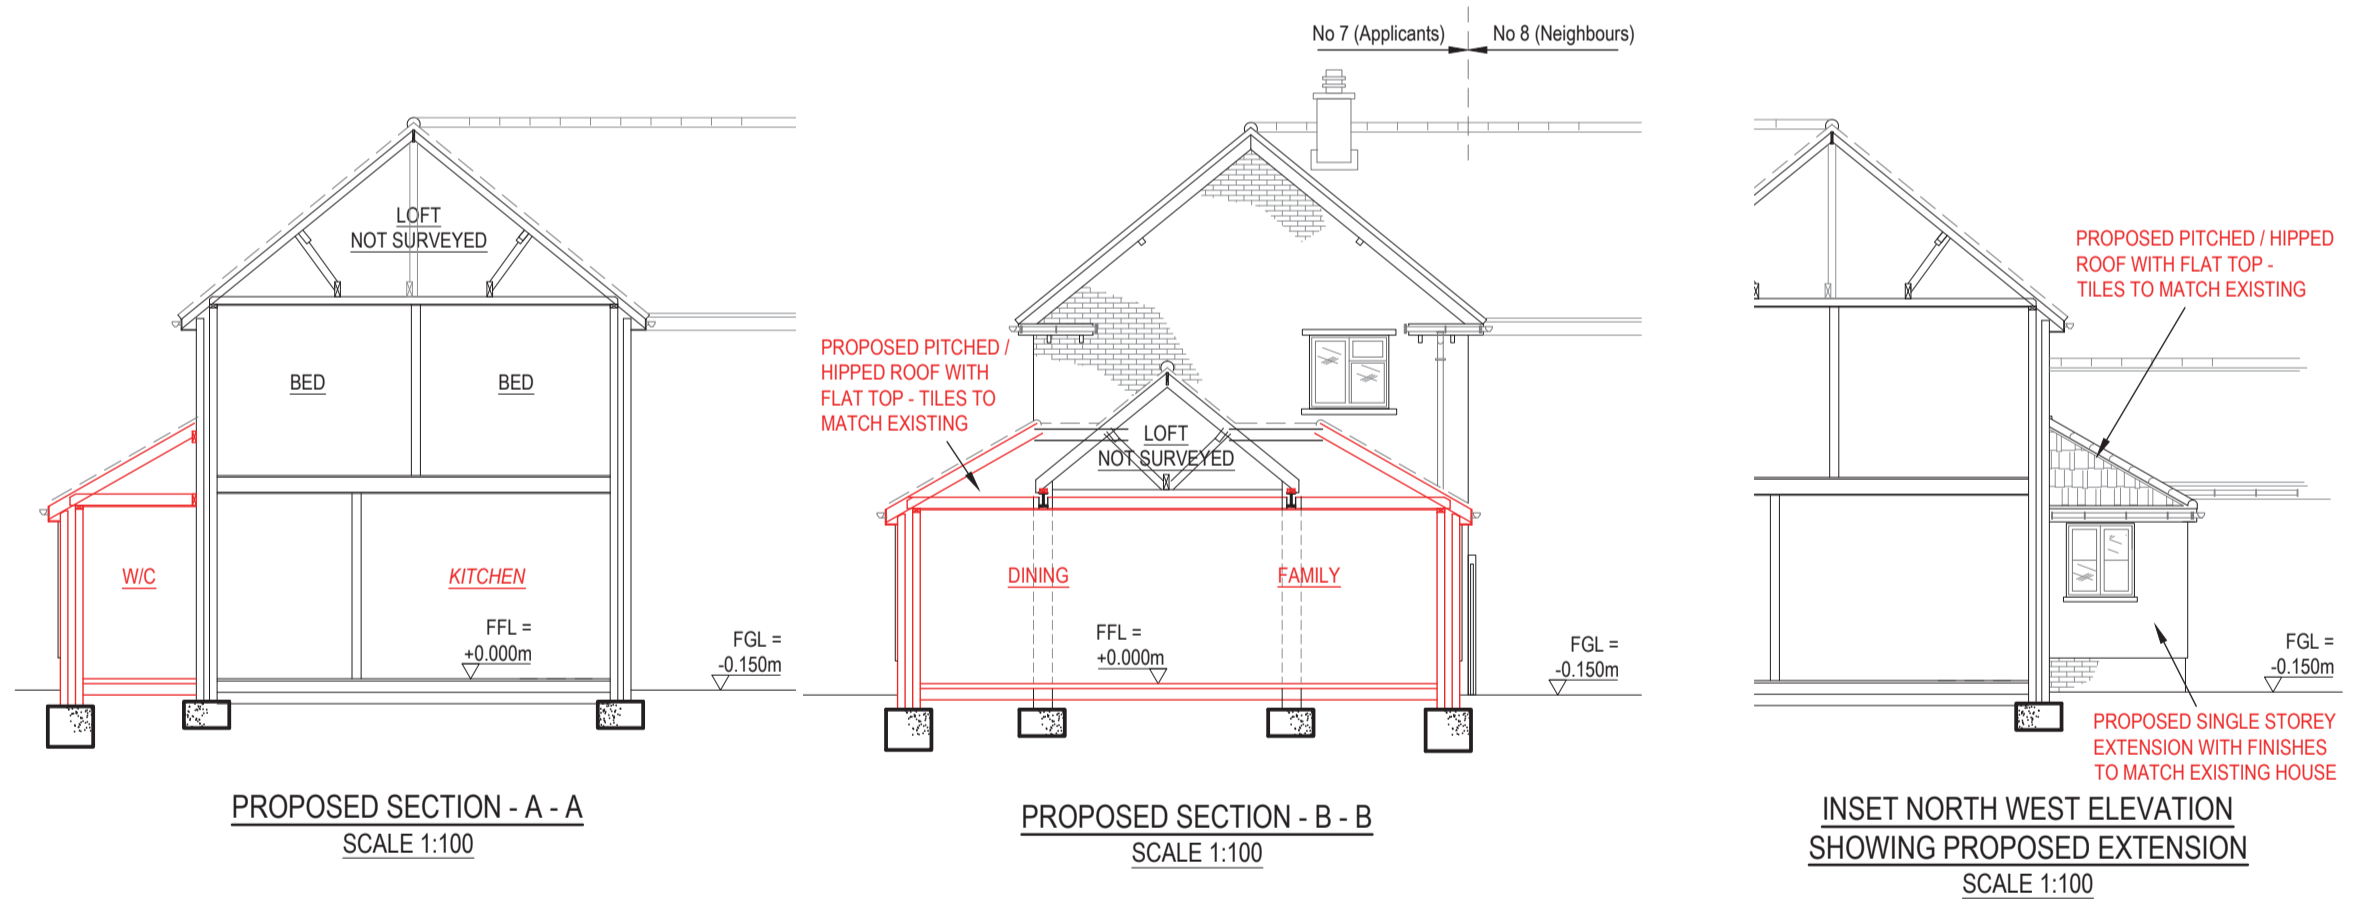 No 7 (Applicants)
No 8 (Neighbours)
LOFT
NOT SURVEYED
BED
BED
W/C
KITCHEN
FFL =
+0.000m
FGL =
-0.150m
PROPOSED SECTION - A - A
SCALE 1:100
PROPOSED PITCHED /
HIPPED ROOF WITH
FLAT TOP - TILES TO
MATCH EXISTING
LOFT
NOT SURVEYED
DINING
FAMILY
FFL =
+0.000m
FGL =
-0.150m
PROPOSED SECTION - B - B
SCALE 1:100
PROPOSED PITCHED / HIPPED
ROOF WITH FLAT TOP -
TILES TO MATCH EXISTING
FGL =
-0.150m
PROPOSED SINGLE STOREY
EXTENSION WITH FINISHES
TO MATCH EXISTING HOUSE
INSET NORTH WEST ELEVATION
SHOWING PROPOSED EXTENSION
SCALE 1:100